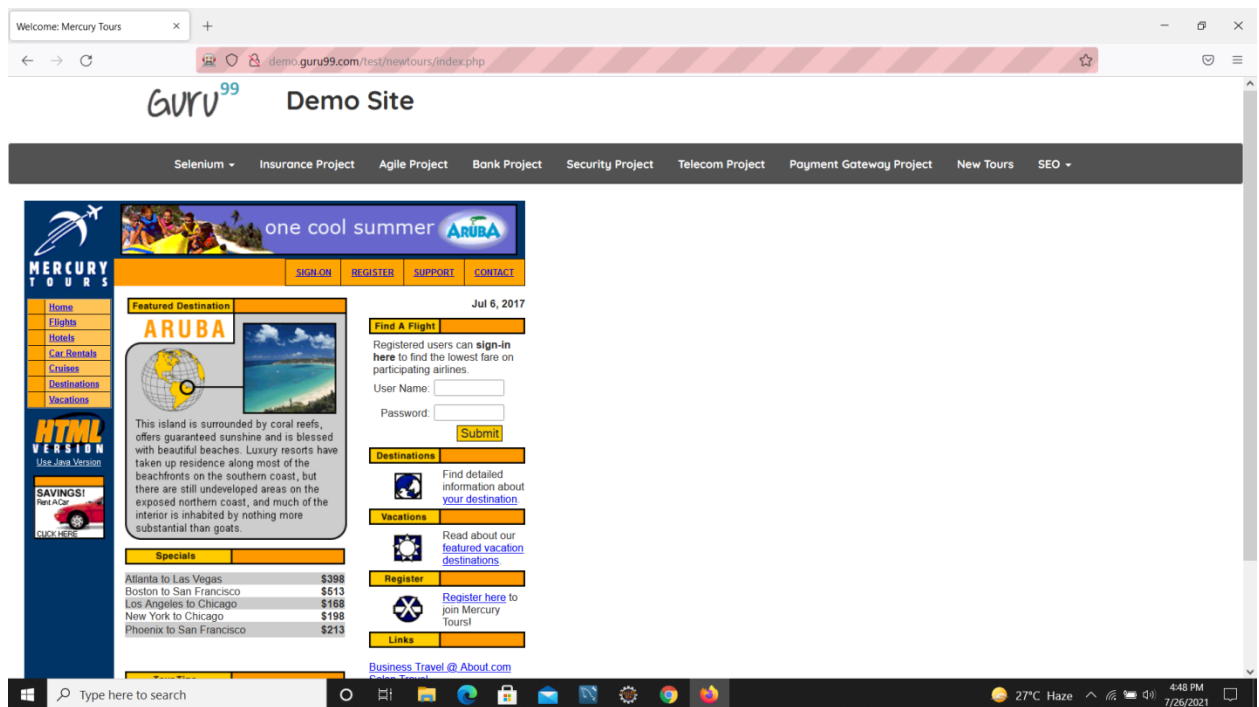 Welcome: Mercury Tours
demo.guru99.com/test/newtours/index.php
Guru99
Demo Site
Selenium
Insurance Project
Agile Project
Bank Project
Security Project
Telecom Project
Payment Gateway Project
New Tours
SEO
MERCURY
TOURS
one cool summer
ARUBA
SIGN-ON
REGISTER
SUPPORT
CONTACT
Home
Flights
Hotels
Car Rentals
Cruises
Destinations
Vacations
HTML
VERSION
Use Java Version
SAVINGS!
Rent A Car
CLICK HERE
Featured Destination
ARUBA
This island is surrounded by coral reefs,
offers guaranteed sunshine and is blessed
with beautiful beaches. Luxury resorts have
taken up residence along most of the
beachfronts on the southern coast, but
there are still undeveloped areas on the
exposed northern coast, and much of the
interior is inhabited by nothing more
substantial than goats.
Specials
Atlanta to Las Vegas $398
Boston to San Francisco $513
Los Angeles to Chicago $168
New York to Chicago $198
Phoenix to San Francisco $213
Jul 6, 2017
Find A Flight
Registered users can sign-in
here to find the lowest fare on
participating airlines.
User Name:
Password:
Submit
Destinations
Find detailed
information about
your destination.
Vacations
Read about our
featured vacation
destinations.
Register
Register here to
join Mercury
Tours!
Links
Business Travel @ About.com
Type here to search
27°C Haze
4:48 PM
7/26/2021